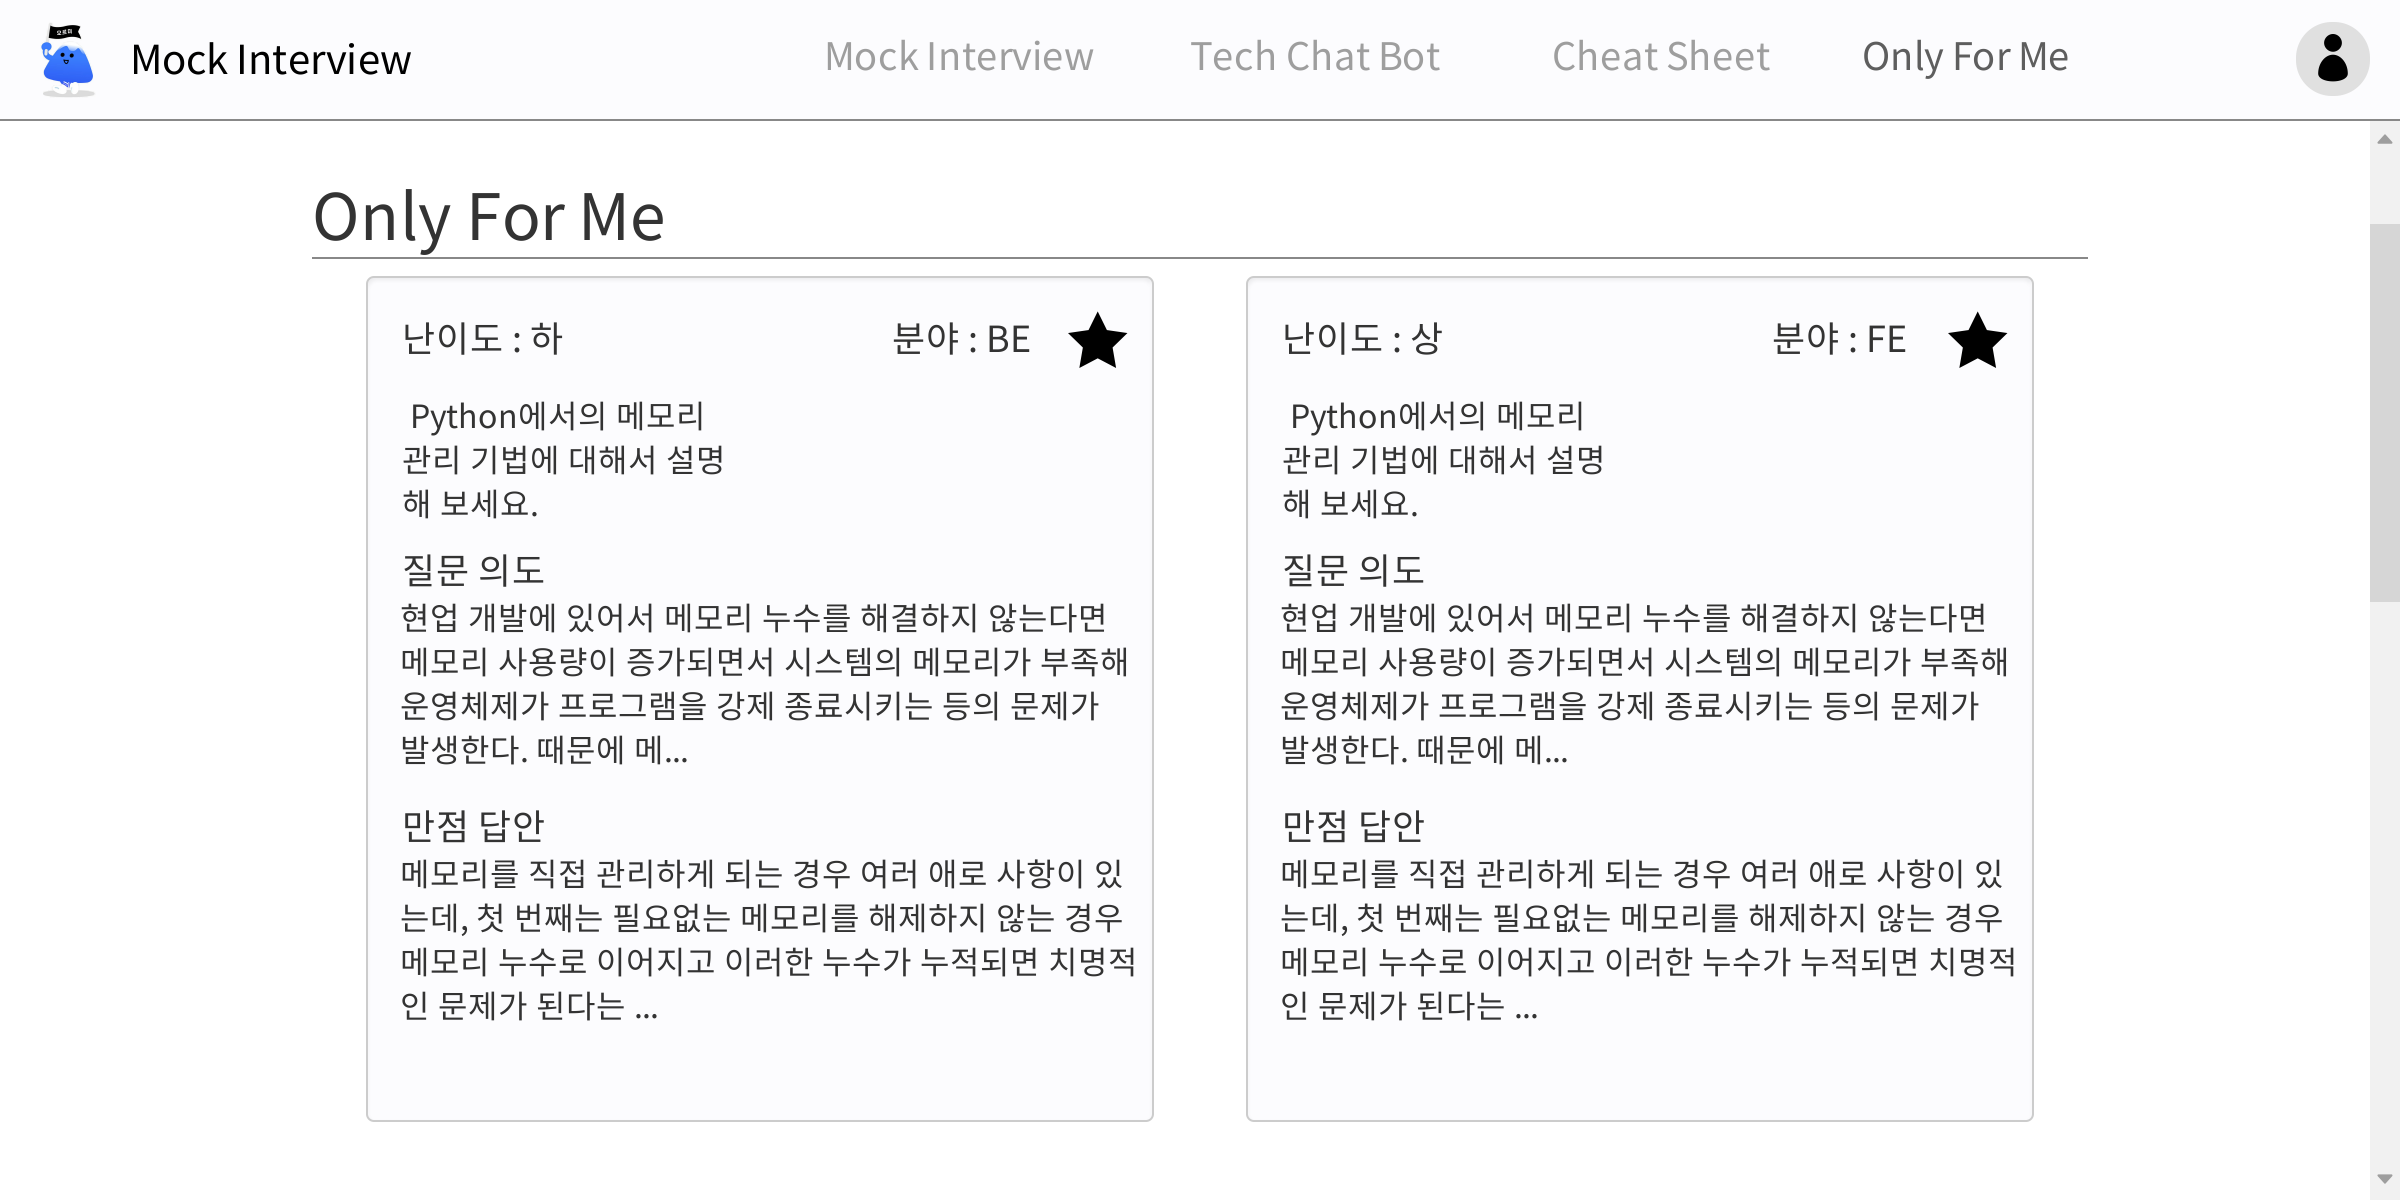 오르미
Mock Interview
Mock Interview
Tech Chat Bot
Cheat Sheet
Only For Me
Only For Me
난이도 : 하
분야 : BE
Python에서의 메모리
관리 기법에 대해서 설명
해 보세요.
질문 의도
현업 개발에 있어서 메모리 누수를 해결하지 않는다면
메모리 사용량이 증가되면서 시스템의 메모리가 부족해
운영체제가 프로그램을 강제 종료시키는 등의 문제가
발생한다. 때문에 메...
만점 답안
메모리를 직접 관리하게 되는 경우 여러 애로 사항이 있
는데, 첫 번째는 필요없는 메모리를 해제하지 않는 경우
메모리 누수로 이어지고 이러한 누수가 누적되면 치명적
인 문제가 된다는 ...
난이도 : 상
분야 : FE
Python에서의 메모리
관리 기법에 대해서 설명
해 보세요.
질문 의도
현업 개발에 있어서 메모리 누수를 해결하지 않는다면
메모리 사용량이 증가되면서 시스템의 메모리가 부족해
운영체제가 프로그램을 강제 종료시키는 등의 문제가
발생한다. 때문에 메...
만점 답안
메모리를 직접 관리하게 되는 경우 여러 애로 사항이 있
는데, 첫 번째는 필요없는 메모리를 해제하지 않는 경우
메모리 누수로 이어지고 이러한 누수가 누적되면 치명적
인 문제가 된다는 ...